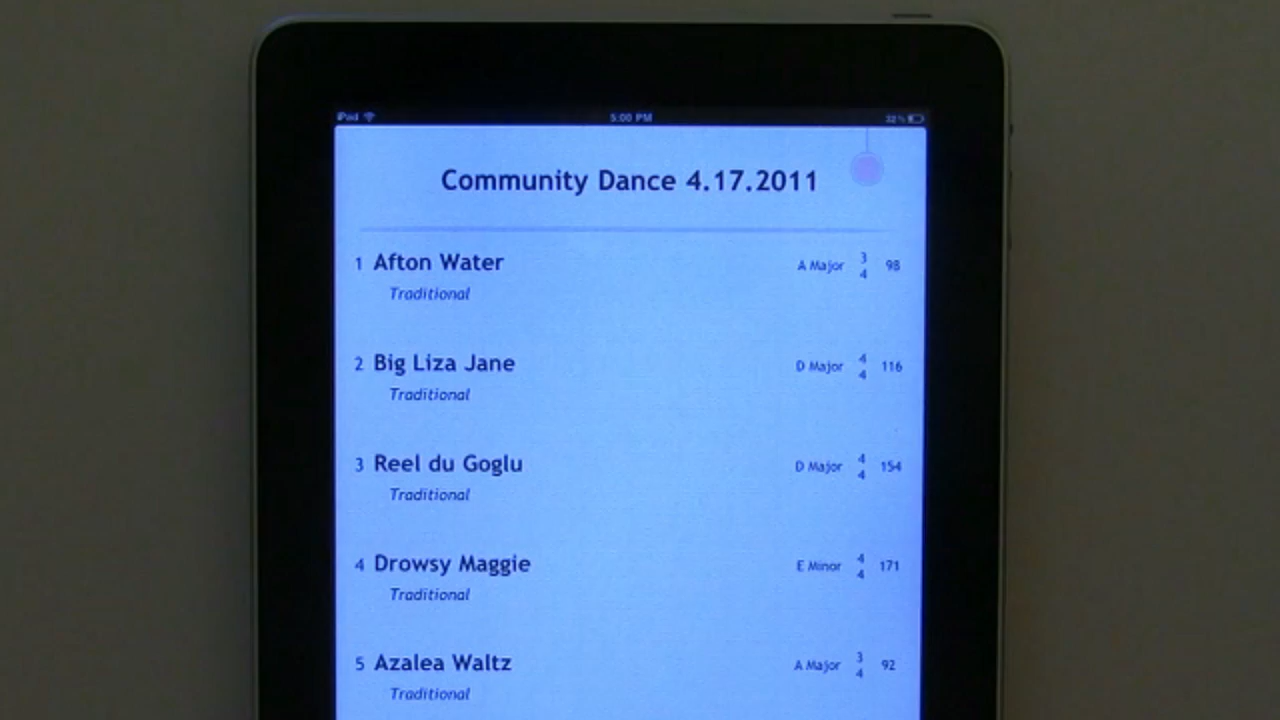 iPad 5:00 PM 32%
Community Dance 4.17.2011
1 Afton Water A Major 3/4 98
Traditional
2 Big Liza Jane D Major 4/4 116
Traditional
3 Reel du Goglu D Major 4/4 154
Traditional
4 Drowsy Maggie E Minor 4/4 171
Traditional
5 Azalea Waltz A Major 3/4 92
Traditional